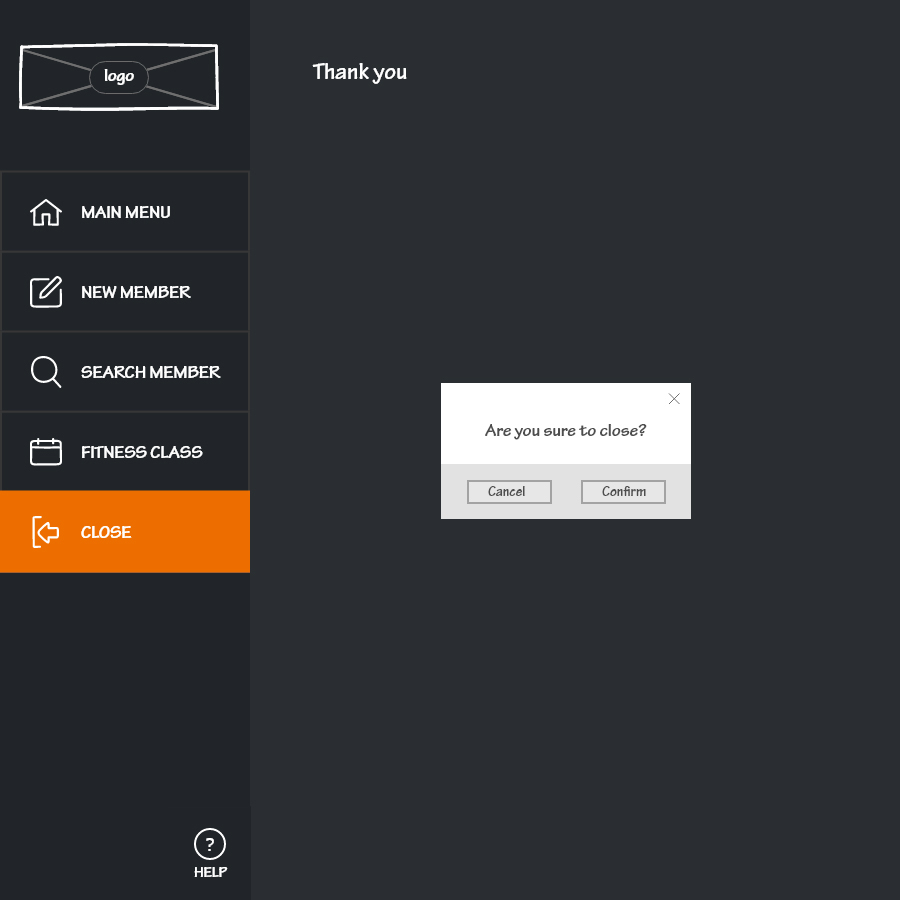 logo
Thank you
MAIN MENU
NEW MEMBER
SEARCH MEMBER
FITNESS CLASS
CLOSE
Are you sure to close?
Cancel
Confirm
?
HELP